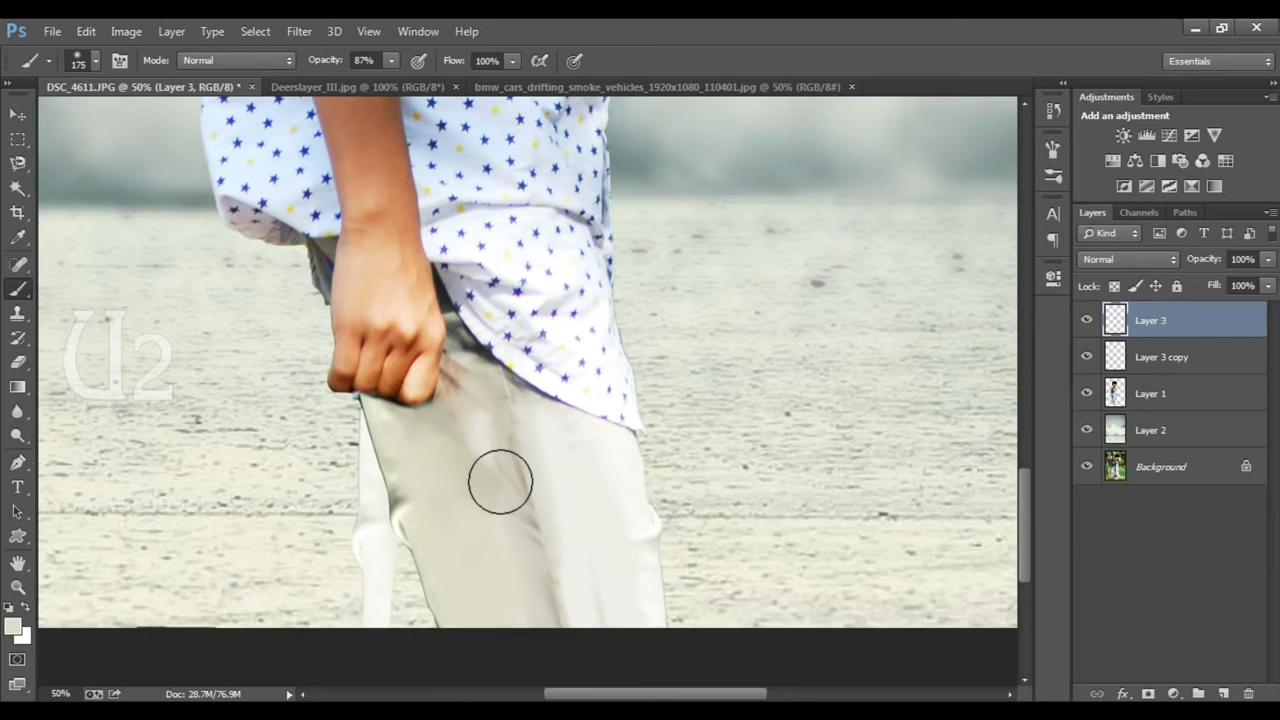 Ps File Edit Image Layer Type Select Filter 3D View Window Help
175 Mode: Normal Opacity: 87% Flow: 100% Essentials
DSC_4611.JPG @ 50% (Layer 3, RGB/8) * × Deerslayer_III.jpg @ 100% (RGB/8*) × bmw_cars_drifting_smoke_vehicles_1920x1080_110401.jpg @ 50% (RGB/8#) ×
Adjustments Styles
Add an adjustment
Layers Channels Paths
Kind
Normal Opacity: 100%
Lock: Fill: 100%
Layer 3
Layer 3 copy
Layer 1
Layer 2
Background
U2
50% Doc: 28.7M/76.9M